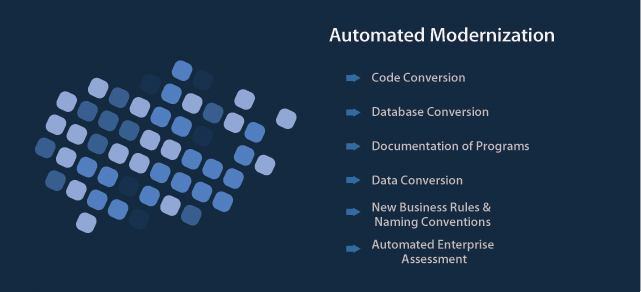 Automated Modernization
Code Conversion
Database Conversion
Documentation of Programs
Data Conversion
New Business Rules &
Naming Conventions
Automated Enterprise
Assessment